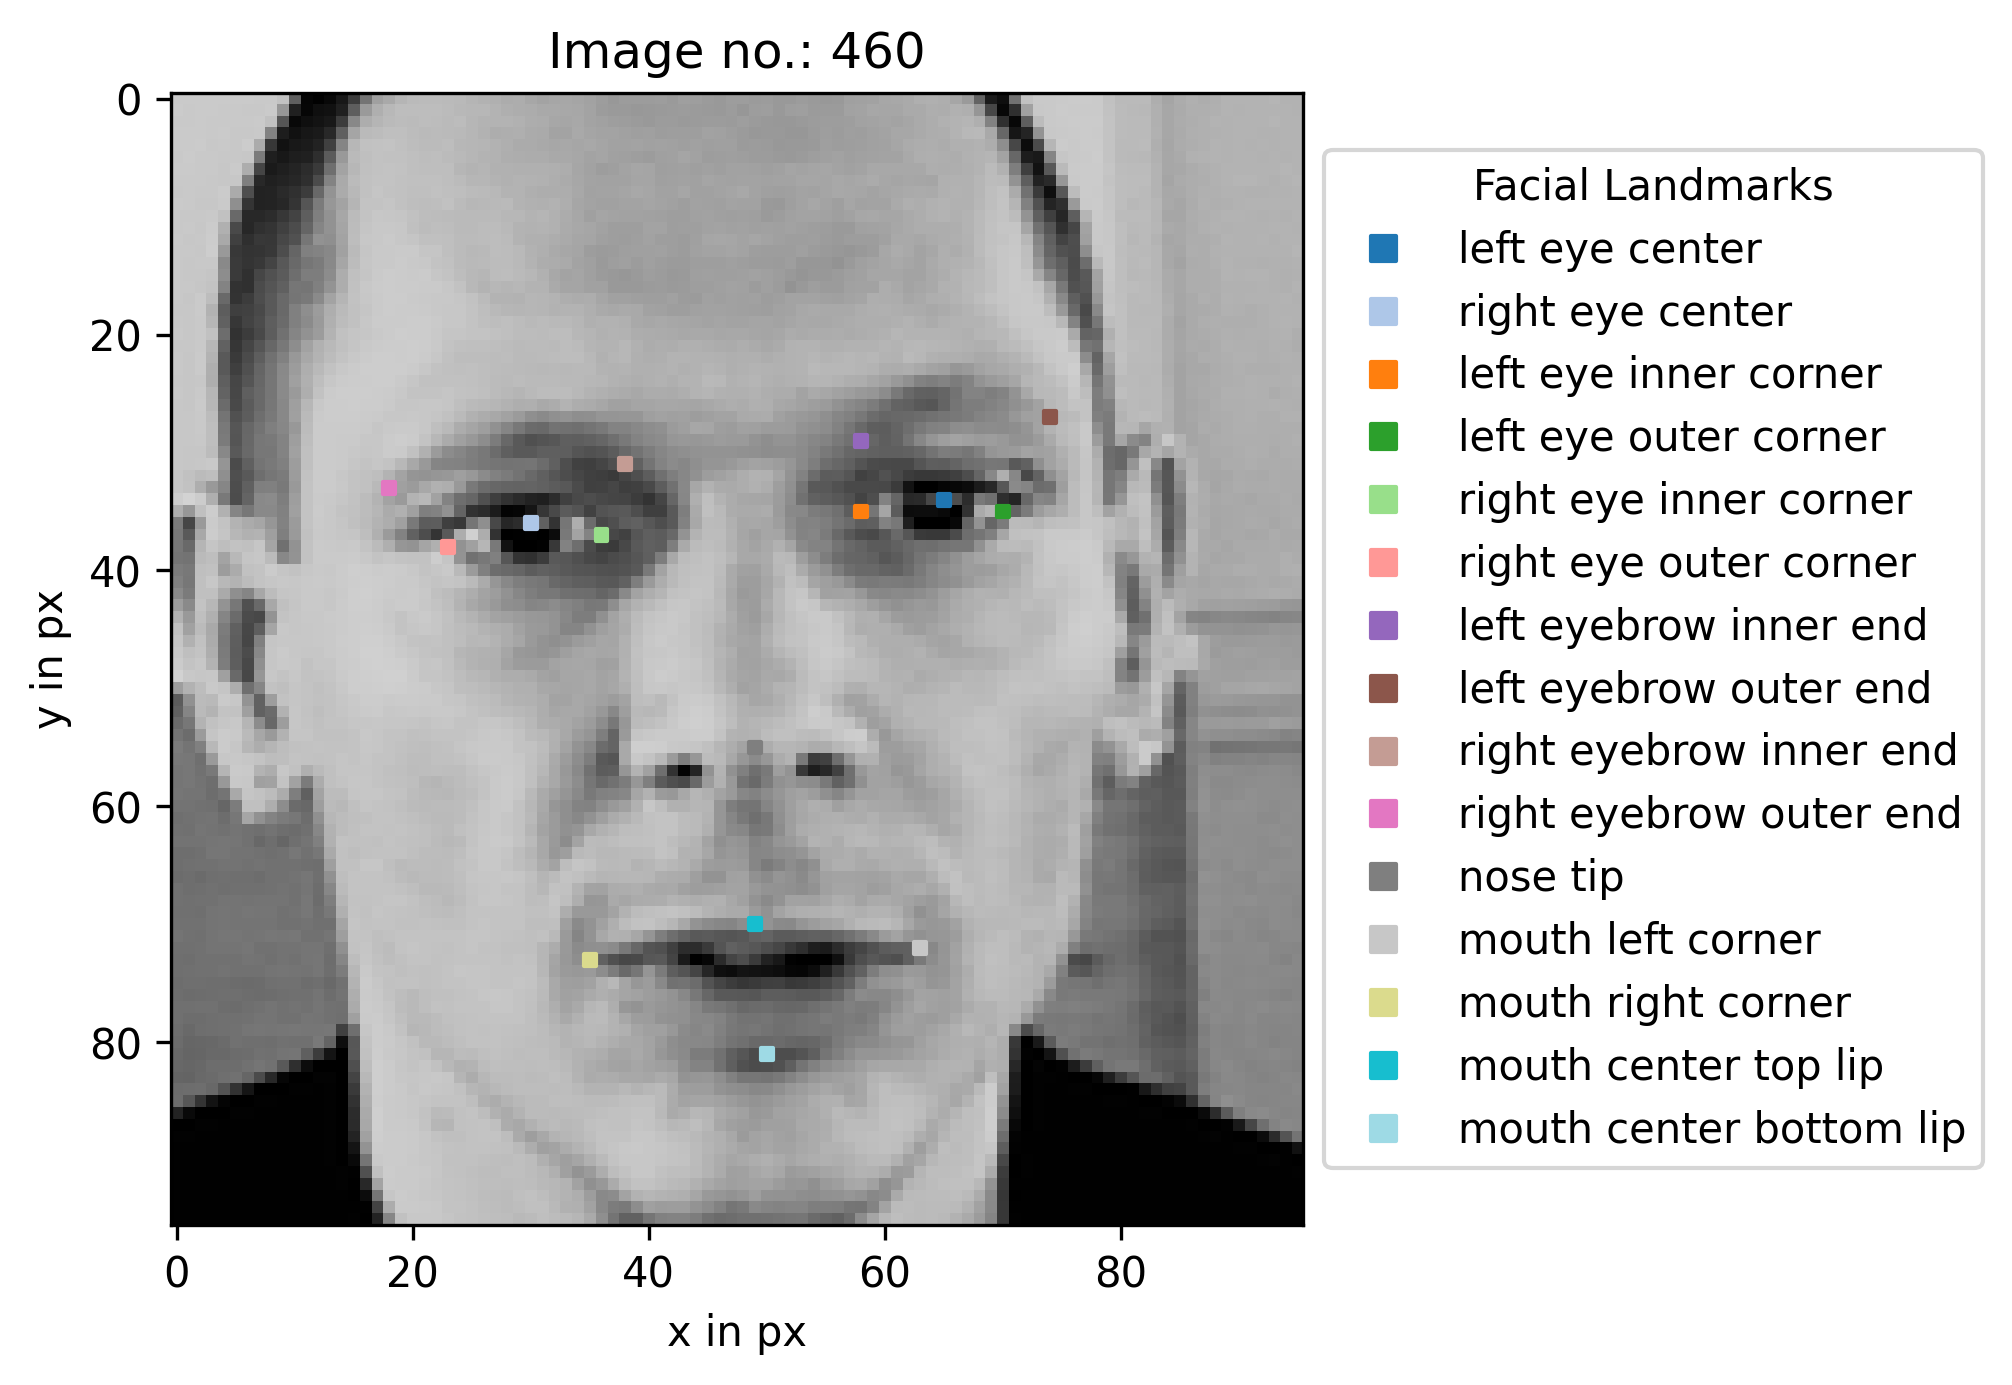 Image no.: 460
0
20
40
60
80
y in px
0 20 40 60 80
x in px
Facial Landmarks
left eye center
right eye center
left eye inner corner
left eye outer corner
right eye inner corner
right eye outer corner
left eyebrow inner end
left eyebrow outer end
right eyebrow inner end
right eyebrow outer end
nose tip
mouth left corner
mouth right corner
mouth center top lip
mouth center bottom lip